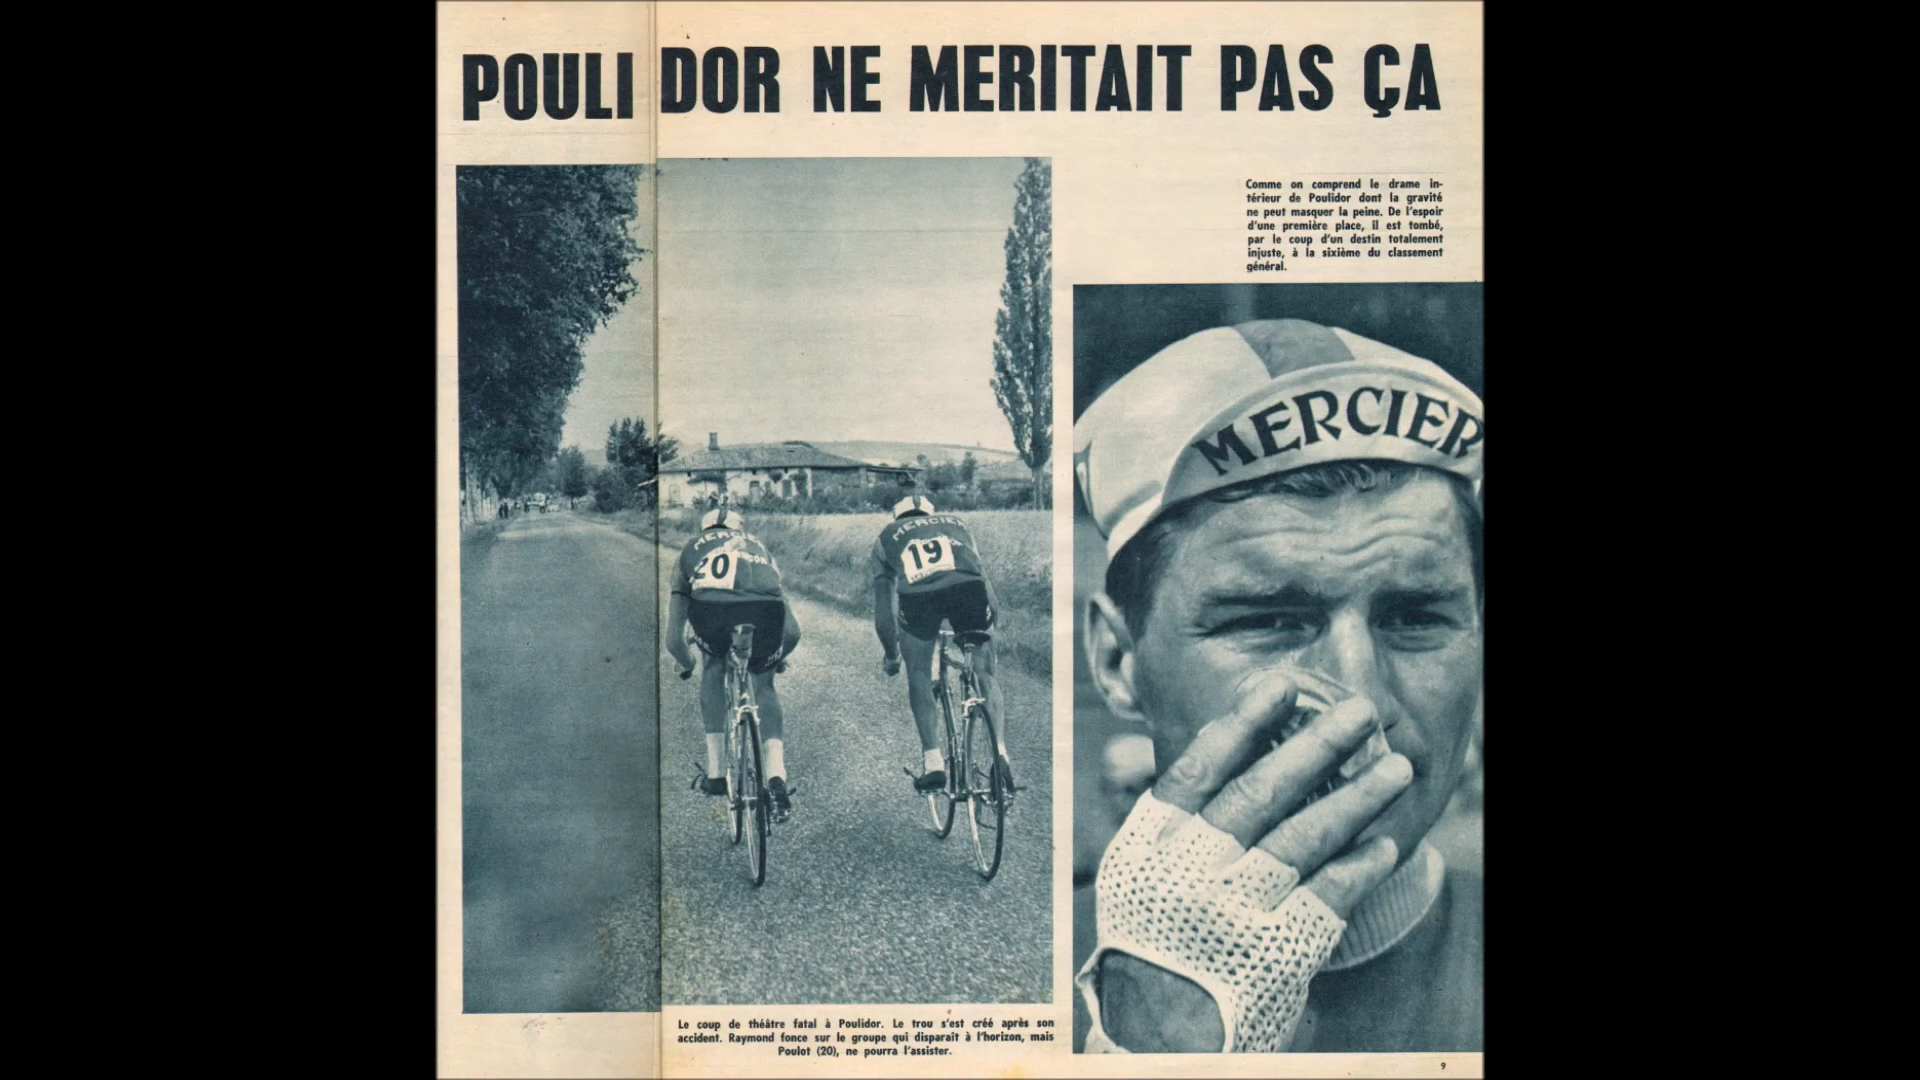 POULIDOR NE MERITAIT PAS ÇA
Comme on comprend le drame in-
térieur de Poulidor dont la gravité
ne peut masquer la peine. De l'espoir
d'une première place, il est tombé,
par le coup d'un destin totalement
injuste, à la sixième du classement
général.
MERCIER
MERCIER
20
MERCIER
19
Le coup de théâtre fatal à Poulidor. Le trou s'est créé après son
accident. Raymond fonce sur le groupe qui disparaît à l'horizon, mais
Poulot (20), ne pourra l'assister.
9